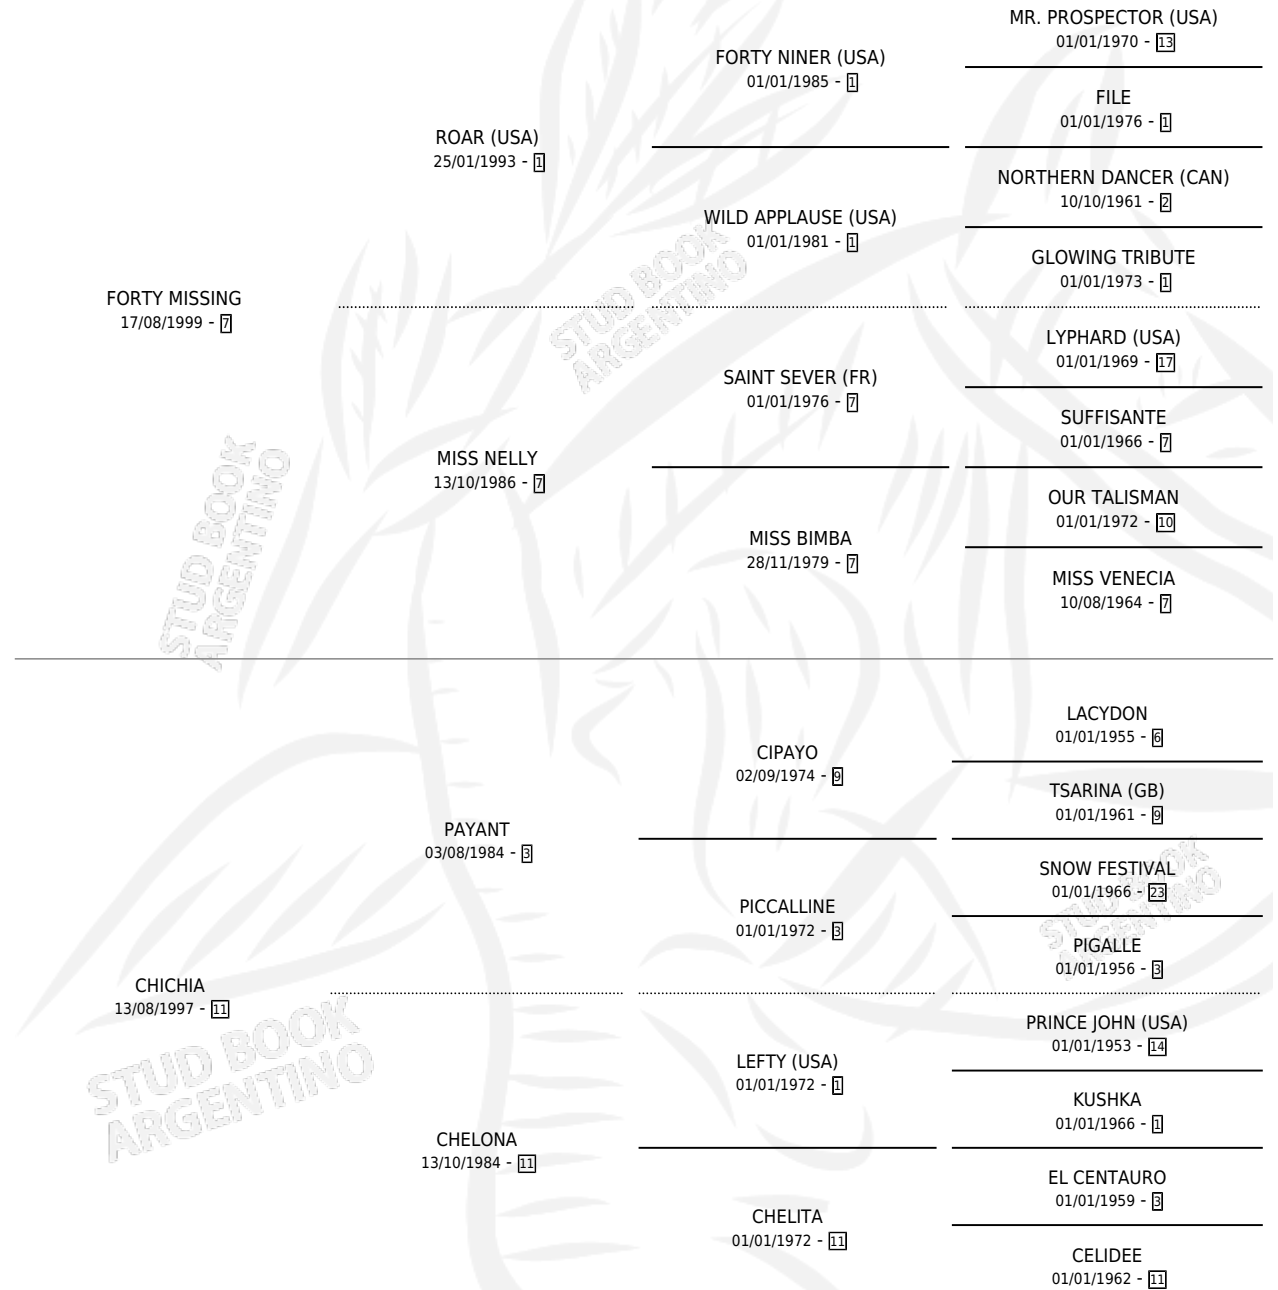 MR. PROSPECTOR (USA)
01/01/1970 - 13
FORTY NINER (USA)
01/01/1985 - 1
FILE
01/01/1976 - 1
ROAR (USA)
25/01/1993 - 1
NORTHERN DANCER (CAN)
10/10/1961 - 2
WILD APPLAUSE (USA)
01/01/1981 - 1
GLOWING TRIBUTE
01/01/1973 - 1
FORTY MISSING
17/08/1999 - 7
LYPHARD (USA)
01/01/1969 - 17
SAINT SEVER (FR)
01/01/1976 - 7
SUFFISANTE
01/01/1966 - 7
MISS NELLY
13/10/1986 - 7
OUR TALISMAN
01/01/1972 - 10
MISS BIMBA
28/11/1979 - 7
MISS VENECIA
10/08/1964 - 7
LACYDON
01/01/1955 - 6
CIPAYO
02/09/1974 - 9
TSARINA (GB)
01/01/1961 - 9
PAYANT
03/08/1984 - 3
SNOW FESTIVAL
01/01/1966 - 23
PICCALLINE
01/01/1972 - 3
PIGALLE
01/01/1956 - 3
CHICHIA
13/08/1997 - 11
PRINCE JOHN (USA)
01/01/1953 - 14
LEFTY (USA)
01/01/1972 - 1
KUSHKA
01/01/1966 - 1
CHELONA
13/10/1984 - 11
EL CENTAURO
01/01/1959 - 3
CHELITA
01/01/1972 - 11
CELIDEE
01/01/1962 - 11
STUD BOOK
ARGENTINO
STUD BOOK
ARGENTINO
STUD BOOK
ARGENTINO
STUD BOOK
ARGENTINO